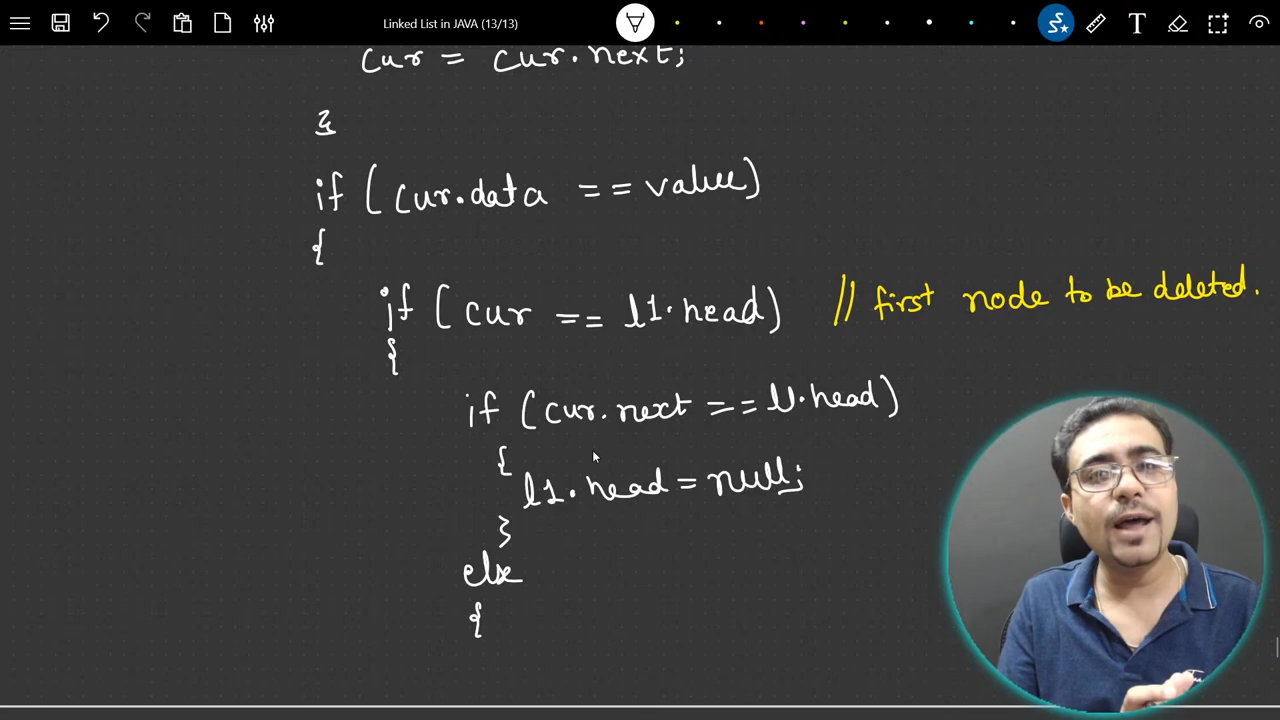 Linked List in JAVA (13/13)
T
cur = cur.next;
}
if (cur.data == value)
{
if (cur == l1.head) // first node to be deleted.
{
if (cur.next == l1.head)
{
l1.head = null;
}
else
{